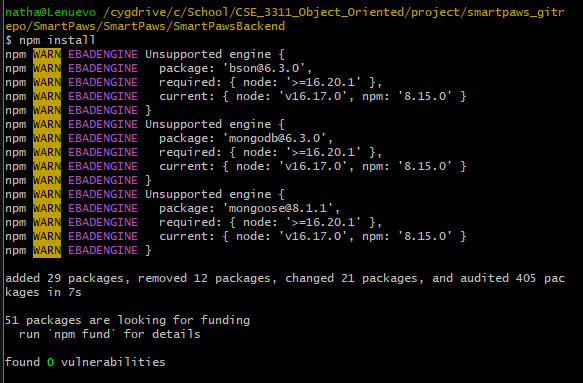 natha@Lenuevo /cygdrive/c/School/CSE_3311_Object_Oriented/project/smartpaws_gitr
epo/SmartPaws/SmartPaws/SmartPawsBackend
$ npm install
npm WARN EBADENGINE Unsupported engine {
npm WARN EBADENGINE   package: 'bson@6.3.0',
npm WARN EBADENGINE   required: { node: '>=16.20.1' },
npm WARN EBADENGINE   current: { node: 'v16.17.0', npm: '8.15.0' }
npm WARN EBADENGINE }
npm WARN EBADENGINE Unsupported engine {
npm WARN EBADENGINE   package: 'mongodb@6.3.0',
npm WARN EBADENGINE   required: { node: '>=16.20.1' },
npm WARN EBADENGINE   current: { node: 'v16.17.0', npm: '8.15.0' }
npm WARN EBADENGINE }
npm WARN EBADENGINE Unsupported engine {
npm WARN EBADENGINE   package: 'mongoose@8.1.1',
npm WARN EBADENGINE   required: { node: '>=16.20.1' },
npm WARN EBADENGINE   current: { node: 'v16.17.0', npm: '8.15.0' }
npm WARN EBADENGINE }
added 29 packages, removed 12 packages, changed 21 packages, and audited 405 pac
kages in 7s
51 packages are looking for funding
  run `npm fund` for details
found 0 vulnerabilities